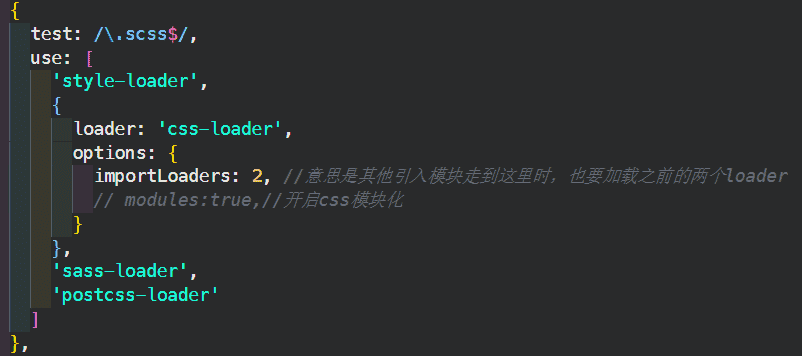 {
test: /\.scss$/,
use: [
'style-loader',
{
loader: 'css-loader',
options: {
importLoaders: 2, //意思是其他引入模块走到这里时，也要加载之前的两个loader
// modules:true,//开启css模块化
}
},
'sass-loader',
'postcss-loader'
]
},